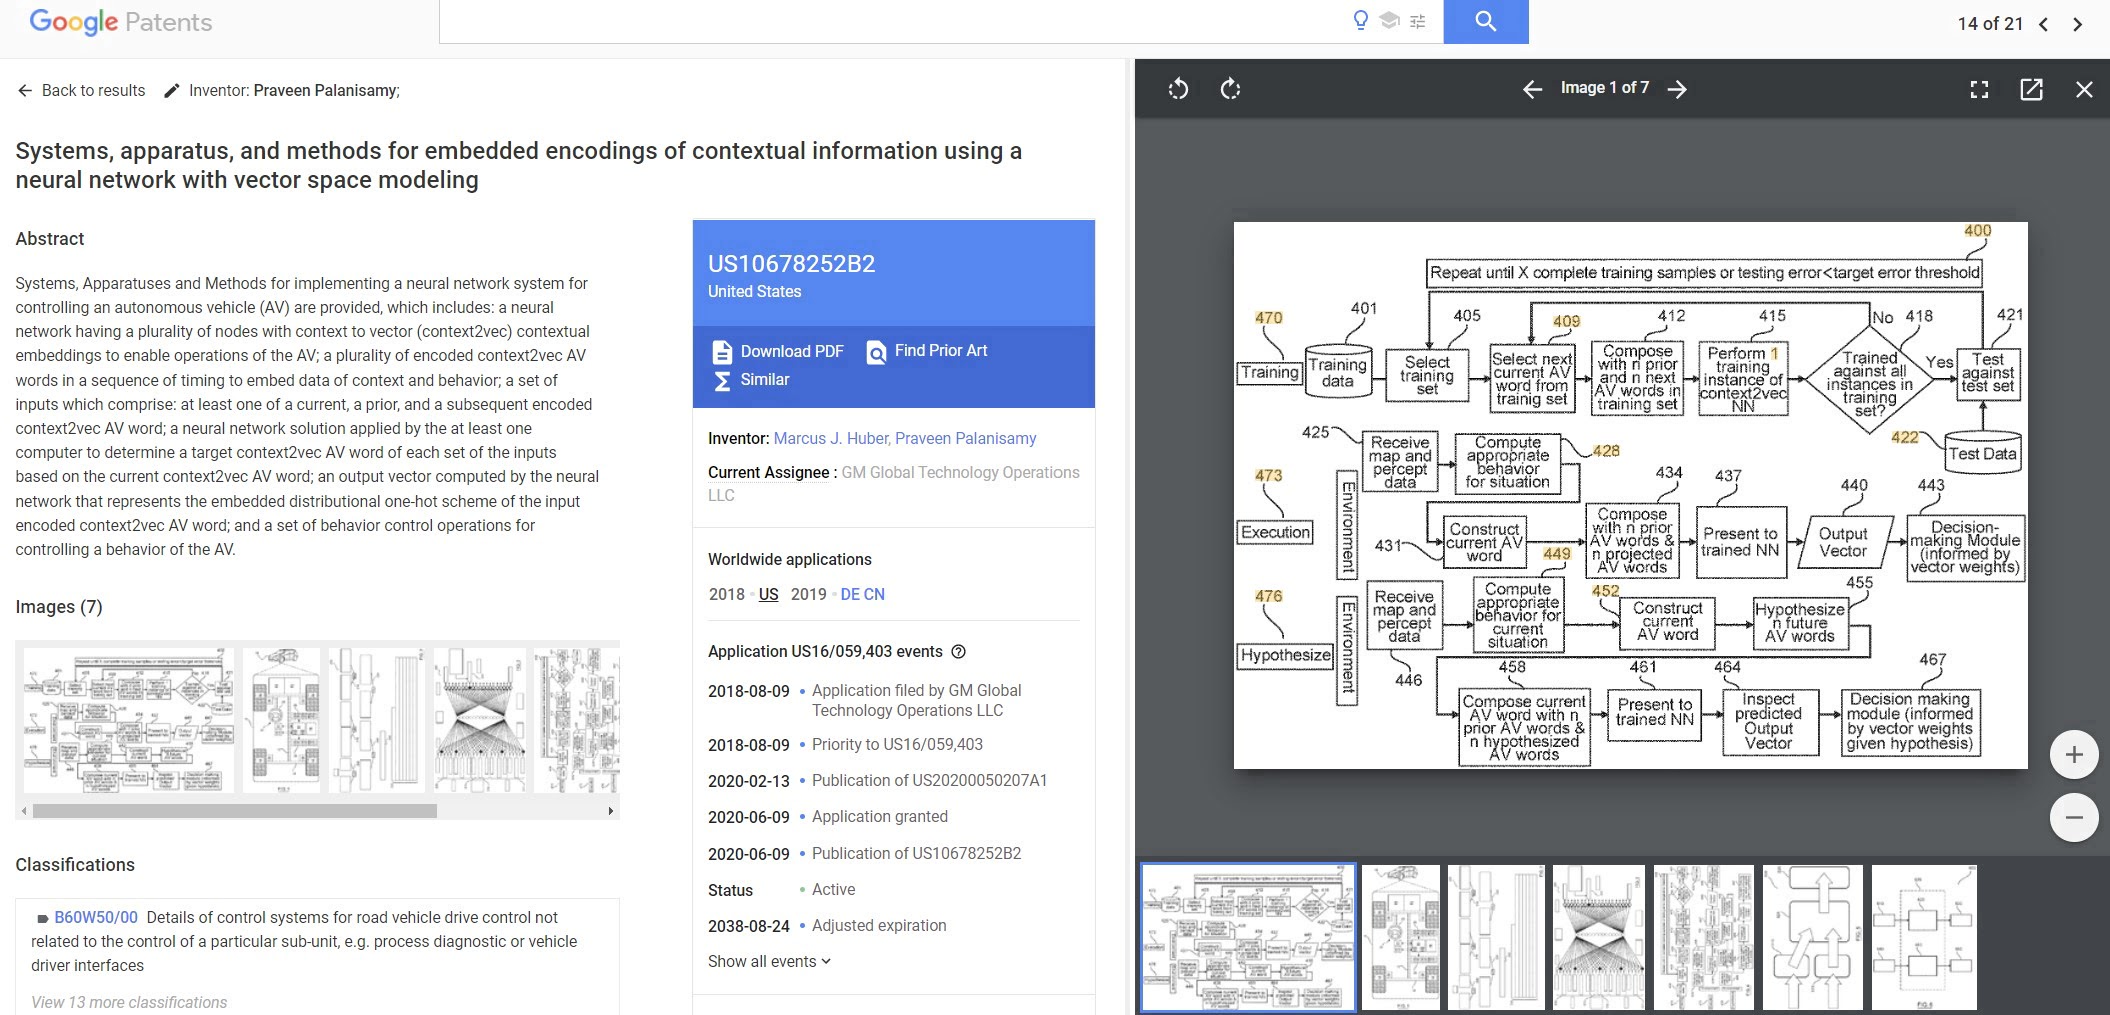 Google Patents
14 of 21
Back to results
Inventor: Praveen Palanisamy;
Systems, apparatus, and methods for embedded encodings of contextual information using a
neural network with vector space modeling
Abstract
Systems, Apparatuses and Methods for implementing a neural network system for
controlling an autonomous vehicle (AV) are provided, which includes: a neural
network having a plurality of nodes with context to vector (context2vec) contextual
embeddings to enable operations of the AV; a plurality of encoded context2vec AV
words in a sequence of timing to embed data of context and behavior; a set of
inputs which comprise: at least one of a current, a prior, and a subsequent encoded
context2vec AV word; a neural network solution applied by the at least one
computer to determine a target context2vec AV word of each set of the inputs
based on the current context2vec AV word; an output vector computed by the neural
network that represents the embedded distributional one-hot scheme of the input
encoded context2vec AV word; and a set of behavior control operations for
controlling a behavior of the AV.
Images (7)
Classifications
B60W50/00 Details of control systems for road vehicle drive control not
related to the control of a particular sub-unit, e.g. process diagnostic or vehicle
driver interfaces
View 13 more classifications
US10678252B2
United States
Download PDF
Find Prior Art
Similar
Inventor: Marcus J. Huber, Praveen Palanisamy
Current Assignee : GM Global Technology Operations
LLC
Worldwide applications
2018 US 2019 DE CN
Application US16/059,403 events
2018-08-09 Application filed by GM Global
Technology Operations LLC
2018-08-09 Priority to US16/059,403
2020-02-13 Publication of US20200050207A1
2020-06-09 Application granted
2020-06-09 Publication of US10678252B2
Status Active
2038-08-24 Adjusted expiration
Show all events
Image 1 of 7
400
Repeat until X complete training samples or testing error<target error threshold
470
Training
401
Training
data
405
Select
training
set
409
Select next
current AV
word from
trainig set
412
Compose
with n prior
and n next
AV words in
training set
415
Perform 1
training
instance of
context2vec
NN
No
418
Trained
against all
instances in
training
set?
Yes
421
Test
against
test set
422
Test Data
473
Execution
Environment
425
Receive
map and
percept
data
Compute
appropriate
behavior
for situation
428
431
Construct
current AV
word
434
Compose
with n prior
AV words &
n projected
AV words
437
Present to
trained NN
440
Output
Vector
443
Decision-
making Module
(informed by
vector weights)
476
Hypothesize
Environment
Receive
map and
percept
data
446
449
Compute
appropriate
behavior for
current
situation
452
Construct
current
AV word
455
Hypothesize
n future
AV words
458
Compose current
AV word with n
prior AV words &
n hypothesized
AV words
461
Present to
trained NN
464
Inspect
predicted
Output
Vector
467
Decision making
module (informed
by vector weights
given hypothesis)